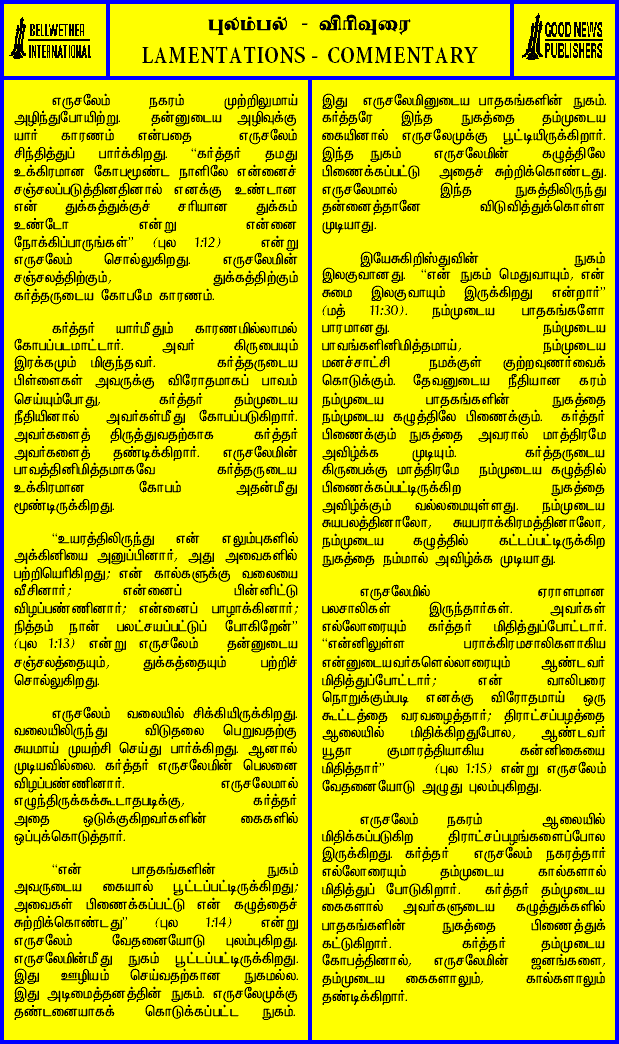 BELLWETHER
INTERNATIONAL
புலம்பல் - விரிவுரை
LAMENTATIONS - COMMENTARY
GOOD NEWS
PUBLISHERS
எருசலேம் நகரம் முற்றிலுமாய்
அழிந்துபோயிற்று. தன்னுடைய அழிவுக்கு
யார் காரணம் என்பதை எருசலேம்
சிந்தித்துப் பார்க்கிறது. “கர்த்தர் தமது
உக்கிரமான கோபமூண்ட நாளிலே என்னைச்
சஞ்சலப்படுத்தினதினால் எனக்கு உண்டான
என் துக்கத்துக்குச் சரியான துக்கம்
உண்டோ என்று என்னை
நோக்கிப்பாருங்கள்” (புல 1:12) என்று
எருசலேம் சொல்லுகிறது. எருசலேமின்
சஞ்சலத்திற்கும், துக்கத்திற்கும்
கர்த்தருடைய கோபமே காரணம்.
கர்த்தர் யார்மீதும் காரணமில்லாமல்
கோபப்படமாட்டார். அவர் கிருபையும்
இரக்கமும் மிகுந்தவர். கர்த்தருடைய
பிள்ளைகள் அவருக்கு விரோதமாகப் பாவம்
செய்யும்போது, கர்த்தர் தம்முடைய
நீதியினால் அவர்கள்மீது கோபப்படுகிறார்.
அவர்களைத் திருத்துவதற்காக கர்த்தர்
அவர்களைத் தண்டிக்கிறார். எருசலேமின்
பாவத்தினிமித்தமாகவே கர்த்தருடைய
உக்கிரமான கோபம் அதன்மீது
மூண்டிருக்கிறது.
“உயரத்திலிருந்து என் எலும்புகளில்
அக்கினியை அனுப்பினார், அது அவைகளில்
பற்றியெரிகிறது; என் கால்களுக்கு வலையை
வீசினார்; என்னைப் பின்னிட்டு
விழப்பண்ணினார்; என்னைப் பாழாக்கினார்;
நித்தம் நான் பலட்சயப்பட்டுப் போகிறேன்”
(புல 1:13) என்று எருசலேம் தன்னுடைய
சஞ்சலத்தையும், துக்கத்தையும் பற்றிச்
சொல்லுகிறது.
எருசலேம் வலையில் சிக்கியிருக்கிறது.
வலையிலிருந்து விடுதலை பெறுவதற்கு
சுயமாய் முயற்சி செய்து பார்க்கிறது. ஆனால்
முடியவில்லை. கர்த்தர் எருசலேமின் பெலனை
விழப்பண்ணினார். எருசலேமால்
எழுந்திருக்கக்கூடாதபடிக்கு, கர்த்தர்
அதை ஒடுக்குகிறவர்களின் கைகளில்
ஒப்புக்கொடுத்தார்.
“என் பாதகங்களின் நுகம்
அவருடைய கையால் பூட்டப்பட்டிருக்கிறது;
அவைகள் பிணைக்கப்பட்டு என் கழுத்தைச்
சுற்றிக்கொண்டது” (புல 1:14) என்று
எருசலேம் வேதனையோடு புலம்புகிறது.
எருசலேமின்மீது நுகம் பூட்டப்பட்டிருக்கிறது.
இது ஊழியம் செய்வதற்கான நுகமல்ல.
இது அடிமைத்தனத்தின் நுகம். எருசலேமுக்கு
தண்டனையாகக் கொடுக்கப்பட்ட நுகம்.
இது எருசலேமினுடைய பாதகங்களின் நுகம்.
கர்த்தரே இந்த நுகத்தை தம்முடைய
கையினால் எருசலேமுக்கு பூட்டியிருக்கிறார்.
இந்த நுகம் எருசலேமின் கழுத்திலே
பிணைக்கப்பட்டு அதைச் சுற்றிக்கொண்டது.
எருசலேமால் இந்த நுகத்திலிருந்து
தன்னைத்தானே விடுவித்துக்கொள்ள
முடியாது.
இயேசுகிறிஸ்துவின் நுகம்
இலகுவானது. “என் நுகம் மெதுவாயும், என்
சுமை இலகுவாயும் இருக்கிறது என்றார்”
(மத் 11:30). நம்முடைய பாதகங்களோ
பாரமானது. நம்முடைய
பாவங்களினிமித்தமாய், நம்முடைய
மனச்சாட்சி நமக்குள் குற்றவுணர்வைக்
கொடுக்கும். தேவனுடைய நீதியான கரம்
நம்முடைய பாதகங்களின் நுகத்தை
நம்முடைய கழுத்திலே பிணைக்கும். கர்த்தர்
பிணைக்கும் நுகத்தை அவரால் மாத்திரமே
அவிழ்க்க முடியும். கர்த்தருடைய
கிருபைக்கு மாத்திரமே நம்முடைய கழுத்தில்
பிணைக்கப்பட்டிருக்கிற நுகத்தை
அவிழ்க்கும் வல்லமையுள்ளது. நம்முடைய
சுயபலத்தினாலோ, சுயபராக்கிரமத்தினாலோ,
நம்முடைய கழுத்தில் கட்டப்பட்டிருக்கிற
நுகத்தை நம்மால் அவிழ்க்க முடியாது.
எருசலேமில் ஏராளமான
பலசாலிகள் இருந்தார்கள். அவர்கள்
எல்லோரையும் கர்த்தர் மிதித்துப்போட்டார்.
“என்னிலுள்ள பராக்கிரமசாலிகளாகிய
என்னுடையவர்களெல்லாரையும் ஆண்டவர்
மிதித்துப்போட்டார்; என் வாலிபரை
நொறுக்கும்படி எனக்கு விரோதமாய் ஒரு
கூட்டத்தை வரவழைத்தார்; திராட்சப்பழத்தை
ஆலையில் மிதிக்கிறதுபோல, ஆண்டவர்
யூதா குமாரத்தியாகிய கன்னிகையை
மிதித்தார்” (புல 1:15) என்று எருசலேம்
வேதனையோடு அழுது புலம்புகிறது.
எருசலேம் நகரம் ஆலையில்
மிதிக்கப்படுகிற திராட்சப்பழங்களைப்போல
இருக்கிறது. கர்த்தர் எருசலேம் நகரத்தார்
எல்லோரையும் தம்முடைய கால்களால்
மிதித்துப் போடுகிறார். கர்த்தர் தம்முடைய
கைகளால் அவர்களுடைய கழுத்துக்களில்
பாதகங்களின் நுகத்தை பிணைத்துக்
கட்டுகிறார். கர்த்தர் தம்முடைய
கோபத்தினால், எருசலேமின் ஜனங்களை,
தம்முடைய கைகளாலும், கால்களாலும்
தண்டிக்கிறார்.